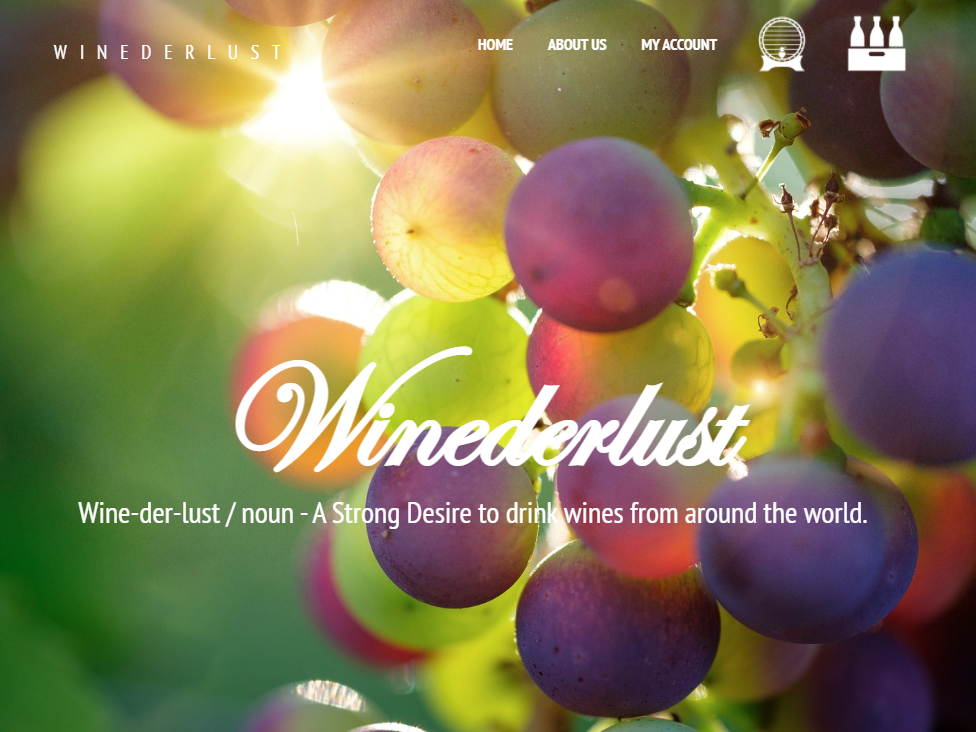 WINEDERLUST
HOME ABOUT US MY ACCOUNT
Winederlust
Wine-der-lust / noun - A Strong Desire to drink wines from around the world.